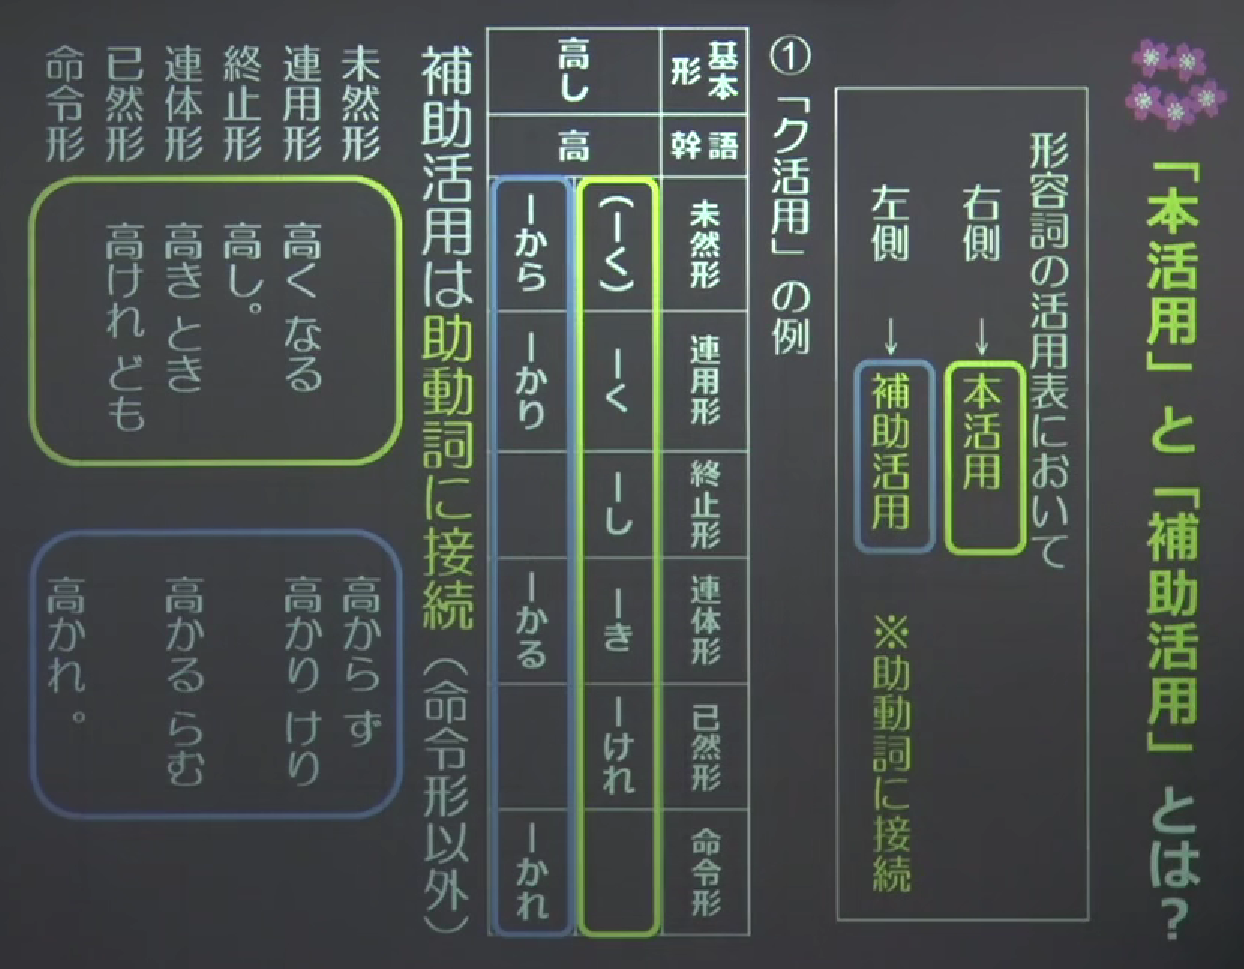 「本活用」と「補助活用」とは？
形容詞の活用表において
右側 → 本活用
左側 → 補助活用 ※助動詞に接続
①「ク活用」の例
基本形
語幹
未然形
連用形
終止形
連体形
已然形
命令形
高し
高
（ーく）
ーく
ーし
ーき
ーけれ
ーから
ーかり
ーかる
ーかれ
補助活用は助動詞に接続（命令形以外）
未然形 高から ず
連用形 高く なる 高かり けり
終止形 高し。
連体形 高き とき 高かる らむ
已然形 高けれ ども
命令形 高かれ 。